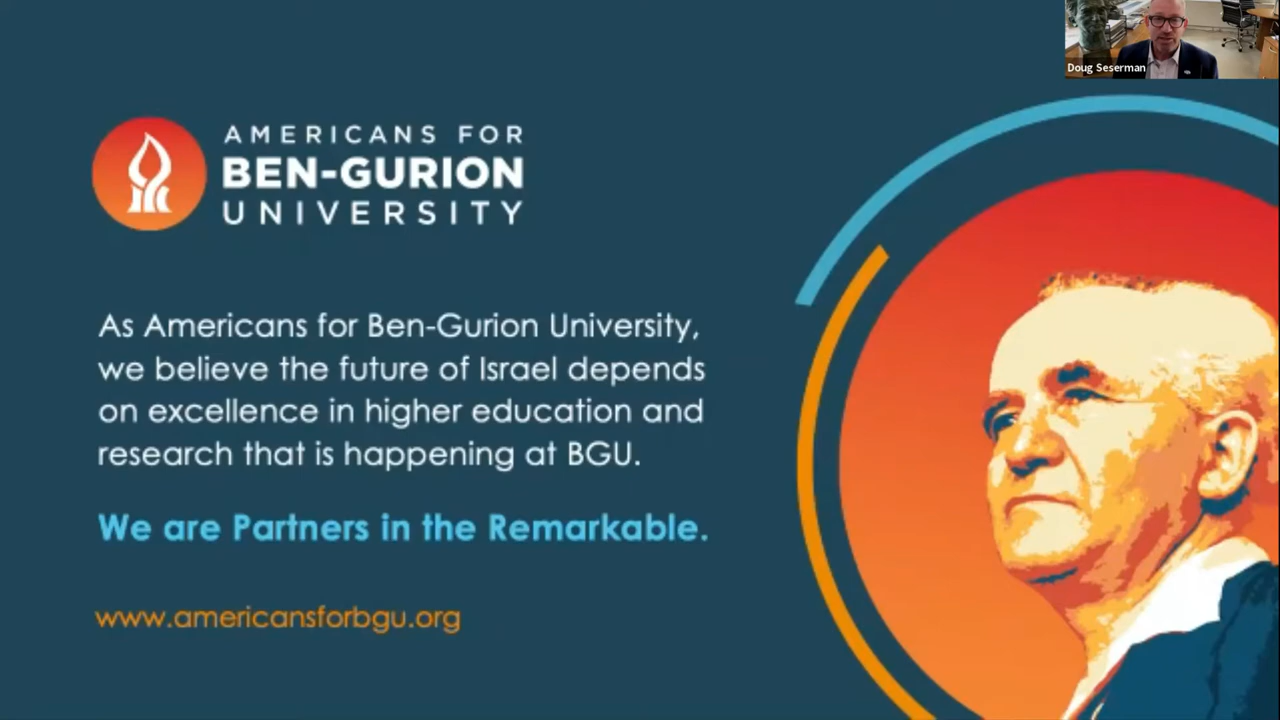 Doug Seserman
AMERICANS FOR
BEN-GURION
UNIVERSITY
As Americans for Ben-Gurion University,
we believe the future of Israel depends
on excellence in higher education and
research that is happening at BGU.
We are Partners in the Remarkable.
www.americansforbgu.org